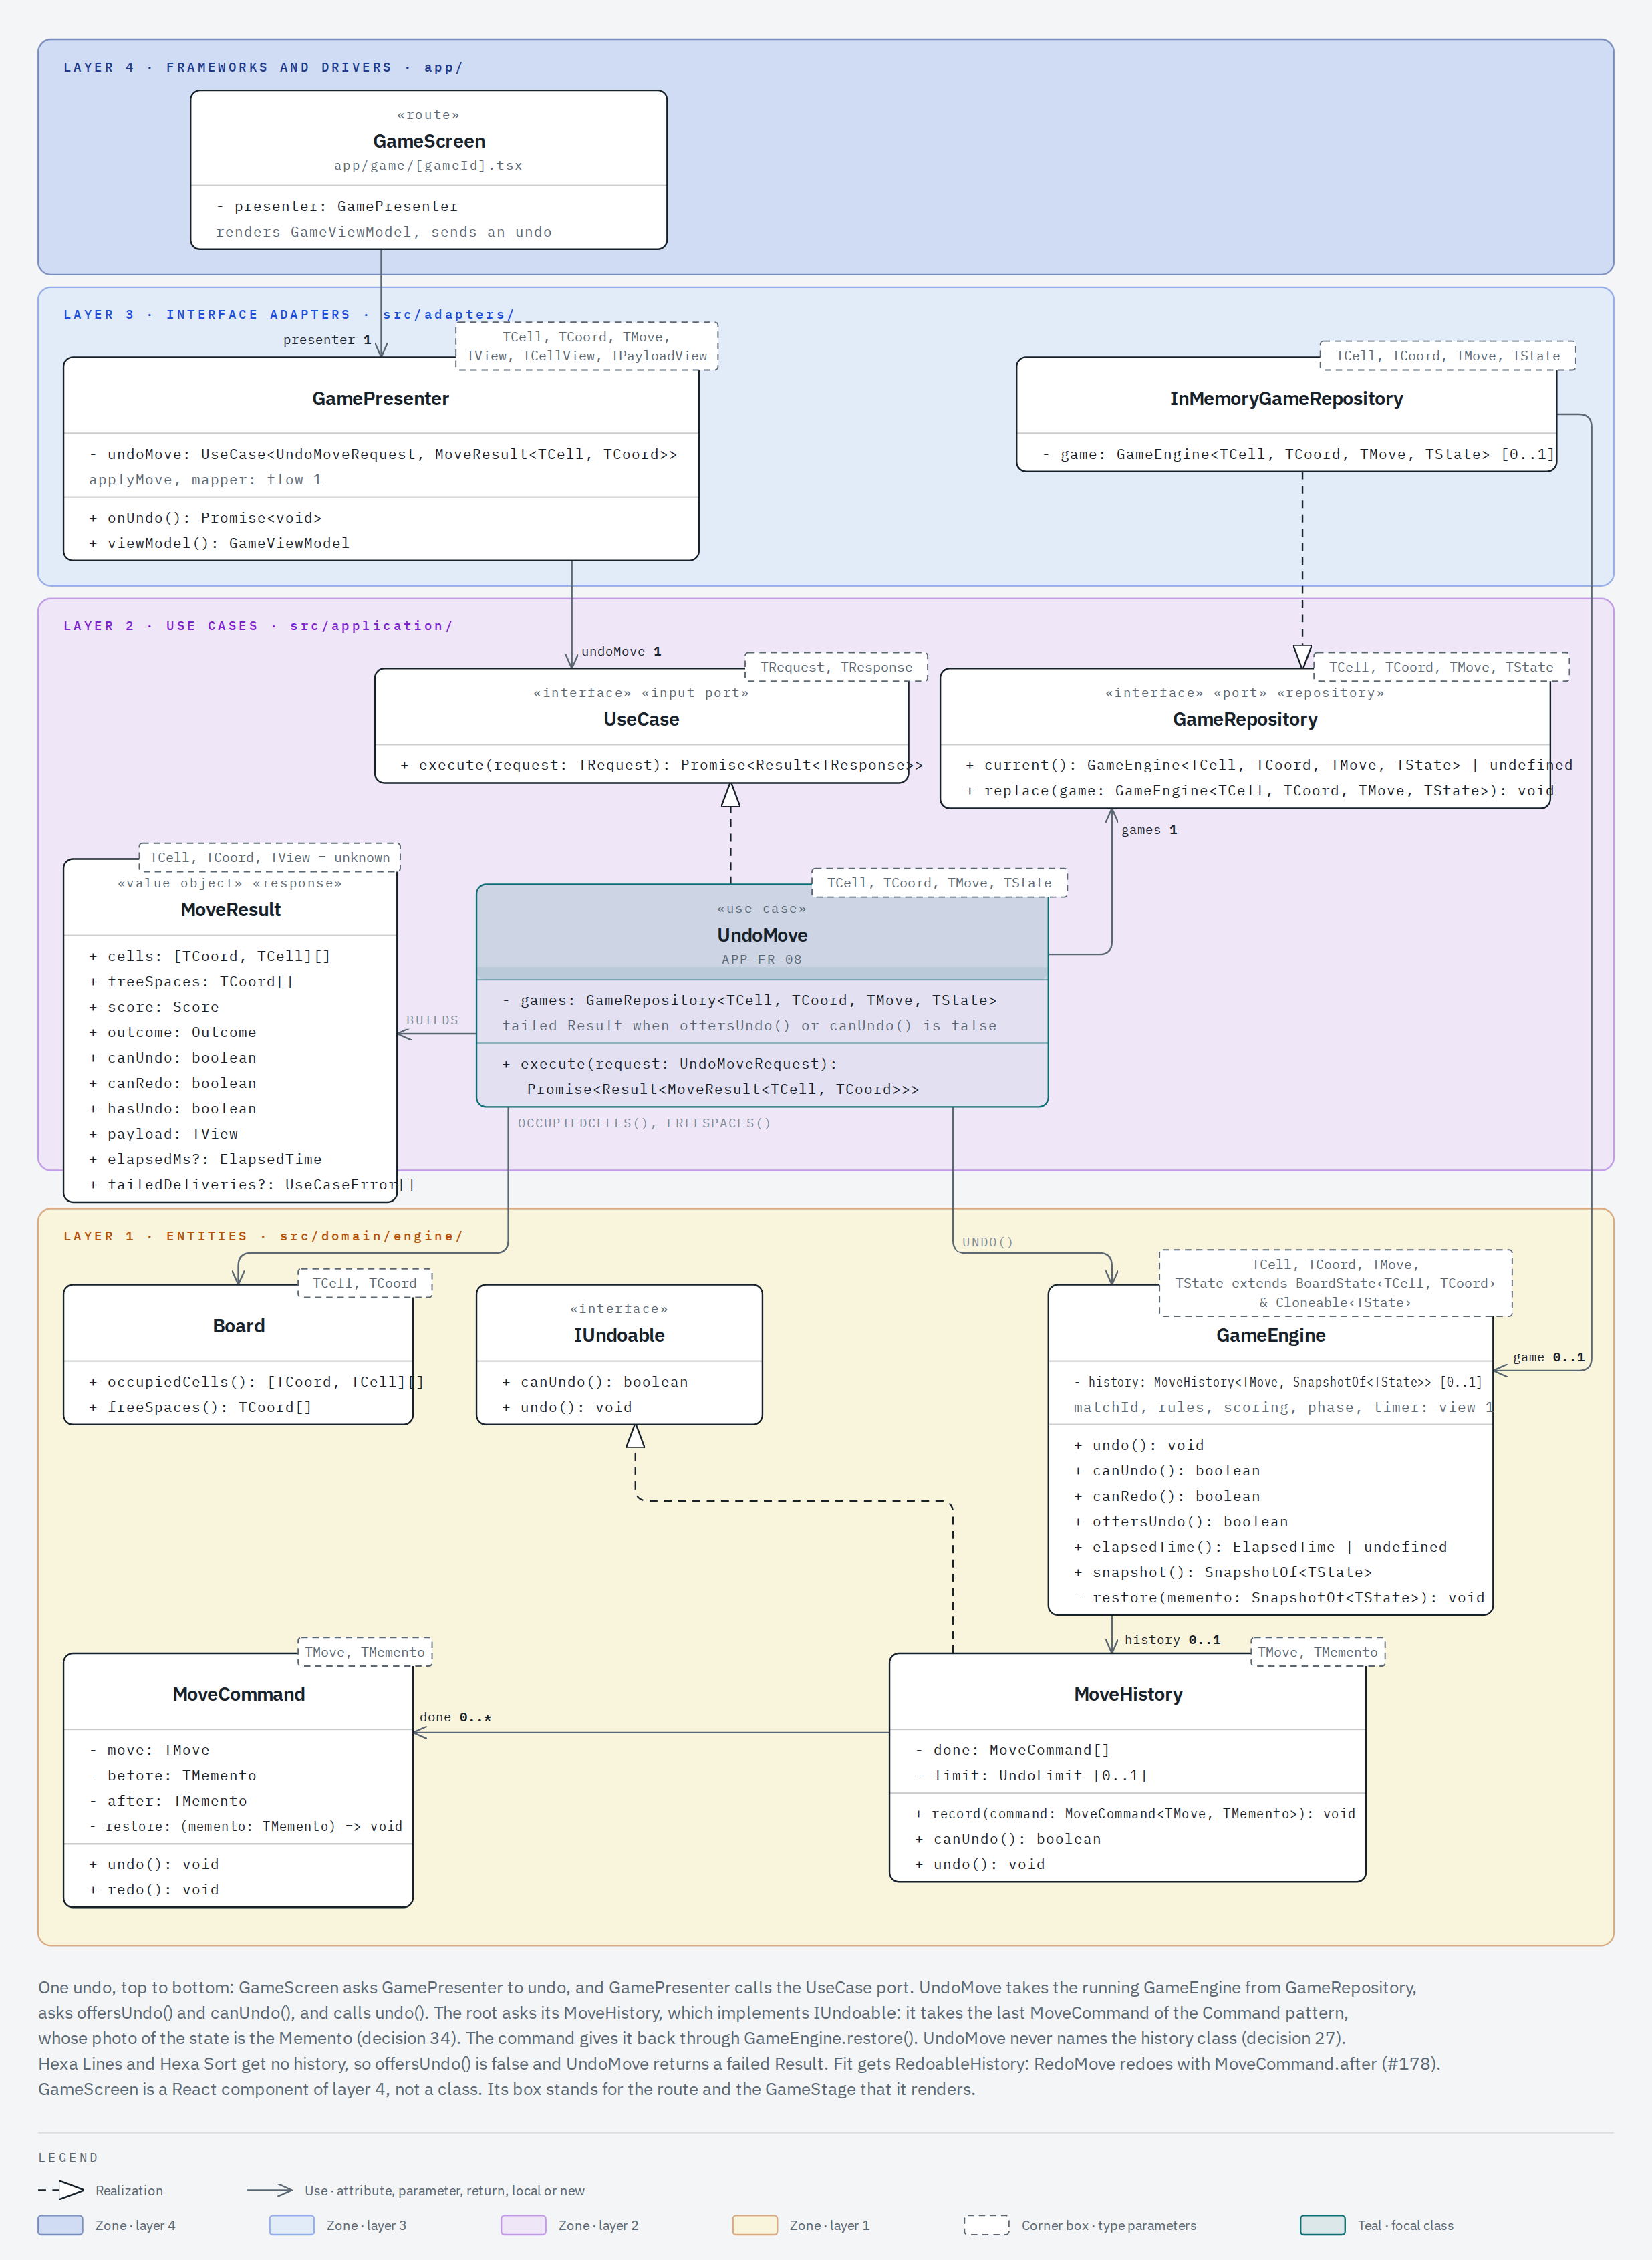 LAYER 4 · FRAMEWORKS AND DRIVERS · app/
«route»
GameScreen
app/game/[gameId].tsx
- presenter: GamePresenter
renders GameViewModel, sends an undo
LAYER 3 · INTERFACE ADAPTERS · src/adapters/
presenter 1
TCell, TCoord, TMove,
TView, TCellView, TPayloadView
GamePresenter
- undoMove: UseCase<UndoMoveRequest, MoveResult<TCell, TCoord>>
applyMove, mapper: flow 1
+ onUndo(): Promise<void>
+ viewModel(): GameViewModel
TCell, TCoord, TMove, TState
InMemoryGameRepository
- game: GameEngine<TCell, TCoord, TMove, TState> [0..1]
LAYER 2 · USE CASES · src/application/
undoMove 1
TRequest, TResponse
«interface» «input port»
UseCase
+ execute(request: TRequest): Promise<Result<TResponse>>
TCell, TCoord, TMove, TState
«interface» «port» «repository»
GameRepository
+ current(): GameEngine<TCell, TCoord, TMove, TState> | undefined
+ replace(game: GameEngine<TCell, TCoord, TMove, TState>): void
games 1
TCell, TCoord, TView = unknown
«value object» «response»
MoveResult
+ cells: [TCoord, TCell][]
+ freeSpaces: TCoord[]
+ score: Score
+ outcome: Outcome
+ canUndo: boolean
+ canRedo: boolean
+ hasUndo: boolean
+ payload: TView
+ elapsedMs?: ElapsedTime
+ failedDeliveries?: UseCaseError[]
BUILDS
TCell, TCoord, TMove, TState
«use case»
UndoMove
APP-FR-08
- games: GameRepository<TCell, TCoord, TMove, TState>
failed Result when offersUndo() or canUndo() is false
+ execute(request: UndoMoveRequest):
Promise<Result<MoveResult<TCell, TCoord>>>
OCCUPIEDCELLS(), FREESPACES()
LAYER 1 · ENTITIES · src/domain/engine/
UNDO()
TCell, TCoord
Board
+ occupiedCells(): [TCoord, TCell][]
+ freeSpaces(): TCoord[]
«interface»
IUndoable
+ canUndo(): boolean
+ undo(): void
TCell, TCoord, TMove,
TState extends BoardState‹TCell, TCoord›
& Cloneable‹TState›
GameEngine
game 0..1
- history: MoveHistory<TMove, SnapshotOf<TState>> [0..1]
matchId, rules, scoring, phase, timer: view 1
+ undo(): void
+ canUndo(): boolean
+ canRedo(): boolean
+ offersUndo(): boolean
+ elapsedTime(): ElapsedTime | undefined
+ snapshot(): SnapshotOf<TState>
- restore(memento: SnapshotOf<TState>): void
history 0..1
TMove, TMemento
MoveCommand
- move: TMove
- before: TMemento
- after: TMemento
- restore: (memento: TMemento) => void
+ undo(): void
+ redo(): void
done 0..*
TMove, TMemento
MoveHistory
- done: MoveCommand[]
- limit: UndoLimit [0..1]
+ record(command: MoveCommand<TMove, TMemento>): void
+ canUndo(): boolean
+ undo(): void
One undo, top to bottom: GameScreen asks GamePresenter to undo, and GamePresenter calls the UseCase port. UndoMove takes the running GameEngine from GameRepository,
asks offersUndo() and canUndo(), and calls undo(). The root asks its MoveHistory, which implements IUndoable: it takes the last MoveCommand of the Command pattern,
whose photo of the state is the Memento (decision 34). The command gives it back through GameEngine.restore(). UndoMove never names the history class (decision 27).
Hexa Lines and Hexa Sort get no history, so offersUndo() is false and UndoMove returns a failed Result. Fit gets RedoableHistory: RedoMove redoes with MoveCommand.after (#178).
GameScreen is a React component of layer 4, not a class. Its box stands for the route and the GameStage that it renders.
LEGEND
Realization
Use · attribute, parameter, return, local or new
Zone · layer 4
Zone · layer 3
Zone · layer 2
Zone · layer 1
Corner box · type parameters
Teal · focal class